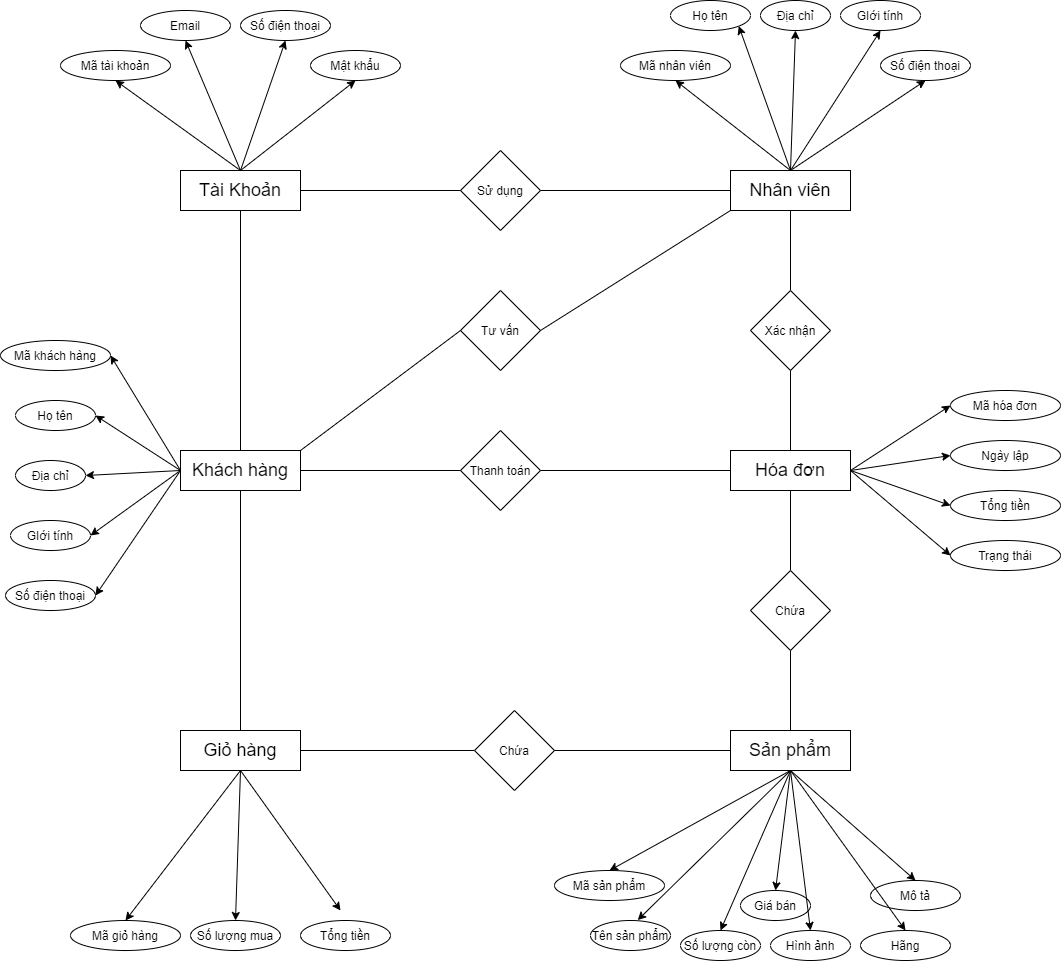 Họ tên
Địa chỉ
GIới tính
Email
Số điện thoại
Mã tài khoản
Mật khẩu
Mã nhân viên
Số điện thoại
Tài Khoản
Sử dụng
Nhân viên
Tư vấn
Xác nhận
Mã khách hàng
Họ tên
Địa chỉ
GIới tính
Số điện thoại
Khách hàng
Thanh toán
Hóa đơn
Mã hóa đơn
Ngày lập
Tổng tiền
Trạng thái
Chứa
Giỏ hàng
Chứa
Sản phẩm
Mã giỏ hàng
Số lượng mua
Tổng tiền
Mã sản phẩm
Tên sản phẩm
Số lượng còn
Giá bán
Hình ảnh
Mô tả
Hãng